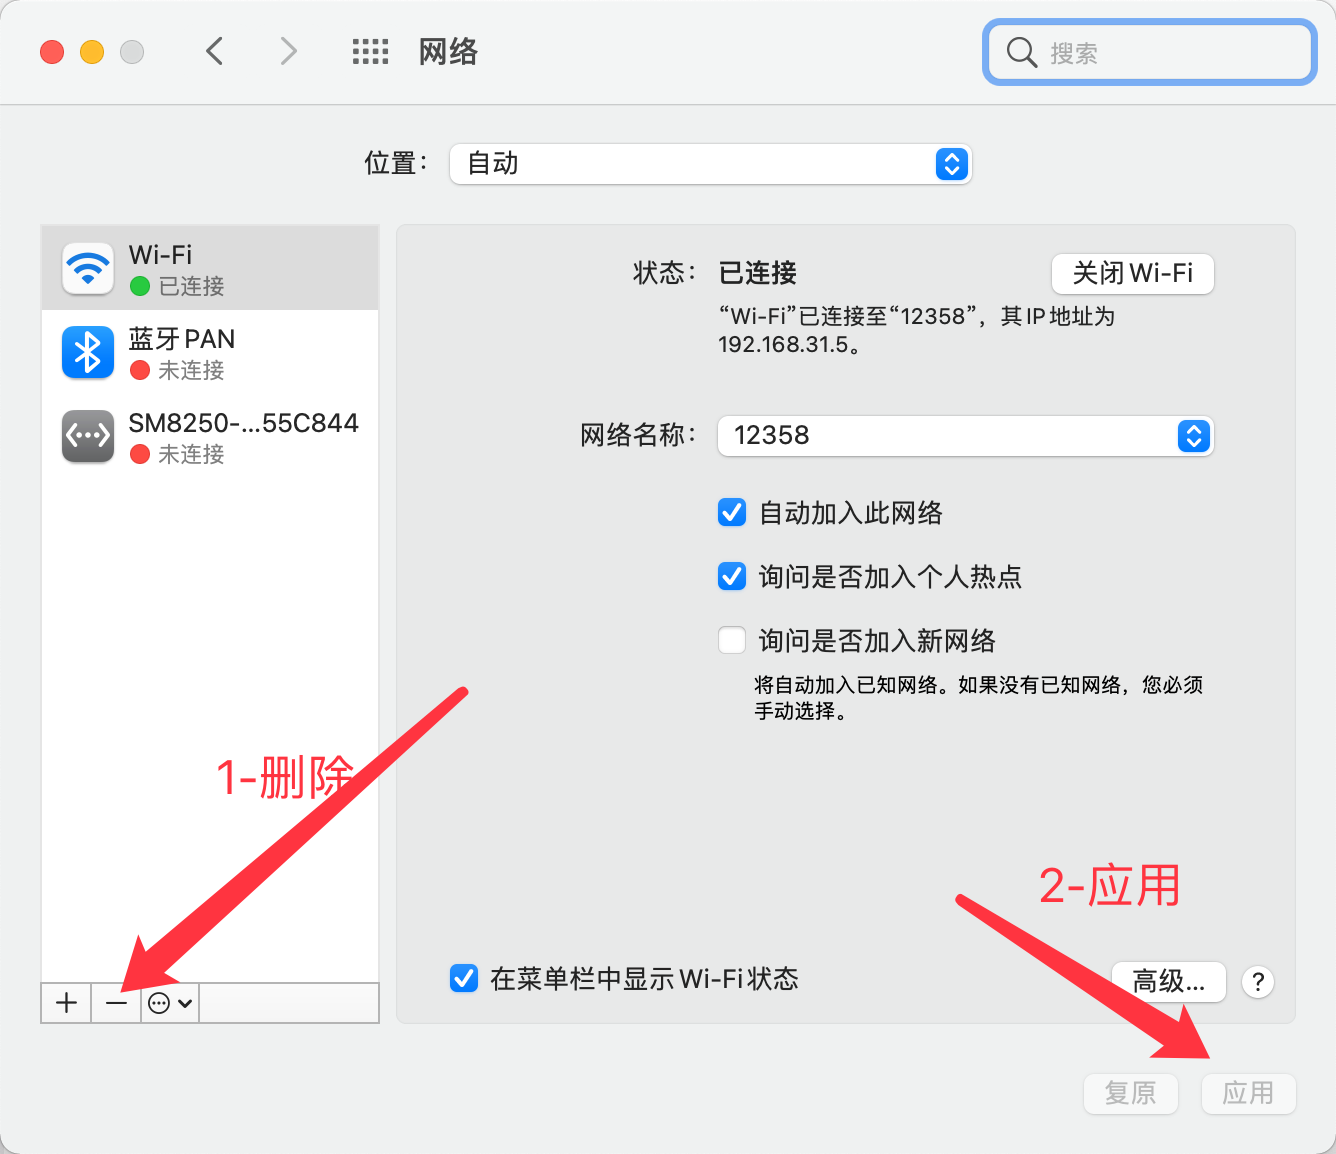 网络
搜索
位置：
自动
Wi-Fi
已连接
蓝牙 PAN
未连接
SM8250-...55C844
未连接
状态：
已连接
关闭 Wi-Fi
“Wi-Fi”已连接至“12358”，其 IP 地址为
192.168.31.5。
网络名称：
12358
自动加入此网络
询问是否加入个人热点
询问是否加入新网络
将自动加入已知网络。如果没有已知网络，您必须
手动选择。
1-删除
2-应用
在菜单栏中显示 Wi-Fi 状态
高级...
?
复原
应用